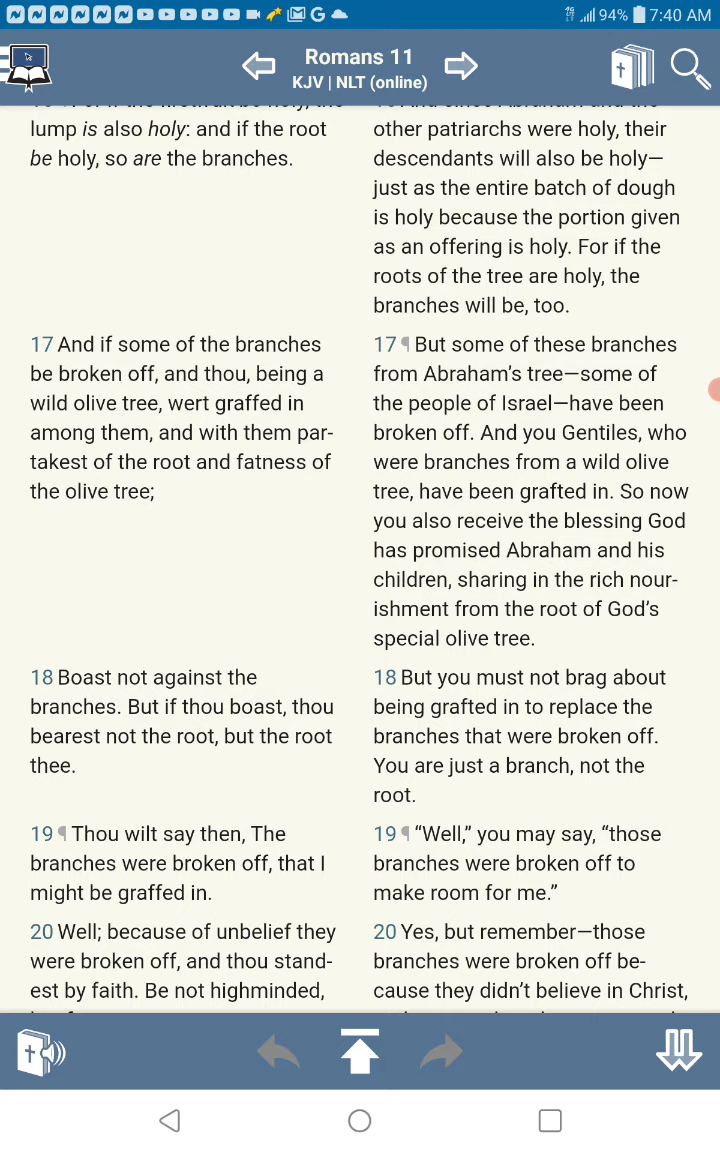 94% 7:40 AM
Romans 11
KJV | NLT (online)
lump is also holy: and if the root
be holy, so are the branches.
17 And if some of the branches
be broken off, and thou, being a
wild olive tree, wert graffed in
among them, and with them par-
takest of the root and fatness of
the olive tree;
18 Boast not against the
branches. But if thou boast, thou
bearest not the root, but the root
thee.
19 ¶ Thou wilt say then, The
branches were broken off, that I
might be graffed in.
20 Well; because of unbelief they
were broken off, and thou stand-
est by faith. Be not highminded,
other patriarchs were holy, their
descendants will also be holy—
just as the entire batch of dough
is holy because the portion given
as an offering is holy. For if the
roots of the tree are holy, the
branches will be, too.
17 ¶ But some of these branches
from Abraham’s tree—some of
the people of Israel—have been
broken off. And you Gentiles, who
were branches from a wild olive
tree, have been grafted in. So now
you also receive the blessing God
has promised Abraham and his
children, sharing in the rich nour-
ishment from the root of God’s
special olive tree.
18 But you must not brag about
being grafted in to replace the
branches that were broken off.
You are just a branch, not the
root.
19 ¶ “Well,” you may say, “those
branches were broken off to
make room for me.”
20 Yes, but remember—those
branches were broken off be-
cause they didn’t believe in Christ,